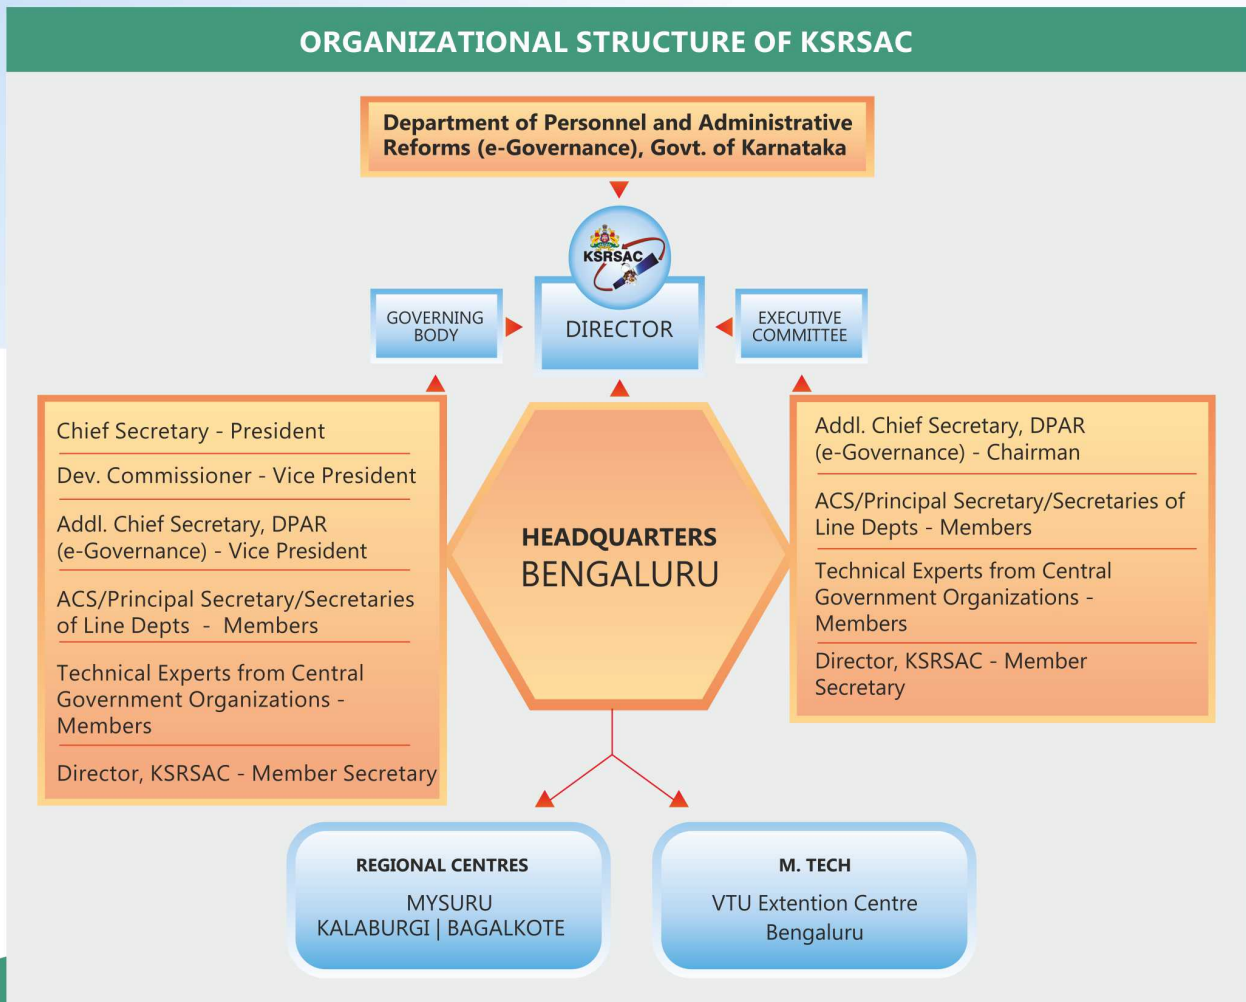 ORGANIZATIONAL STRUCTURE OF KSRSAC
Department of Personnel and Administrative
Reforms (e-Governance), Govt. of Karnataka
KSRSAC
GOVERNING
BODY
DIRECTOR
EXECUTIVE
COMMITTEE
Chief Secretary - President
Dev. Commissioner - Vice President
Addl. Chief Secretary, DPAR
(e-Governance) - Vice President
ACS/Principal Secretary/Secretaries
of Line Depts - Members
Technical Experts from Central
Government Organizations -
Members
Director, KSRSAC - Member Secretary
HEADQUARTERS
BENGALURU
Addl. Chief Secretary, DPAR
(e-Governance) - Chairman
ACS/Principal Secretary/Secretaries of
Line Depts - Members
Technical Experts from Central
Government Organizations -
Members
Director, KSRSAC - Member
Secretary
REGIONAL CENTRES
MYSURU
KALABURGI | BAGALKOTE
M. TECH
VTU Extention Centre
Bengaluru